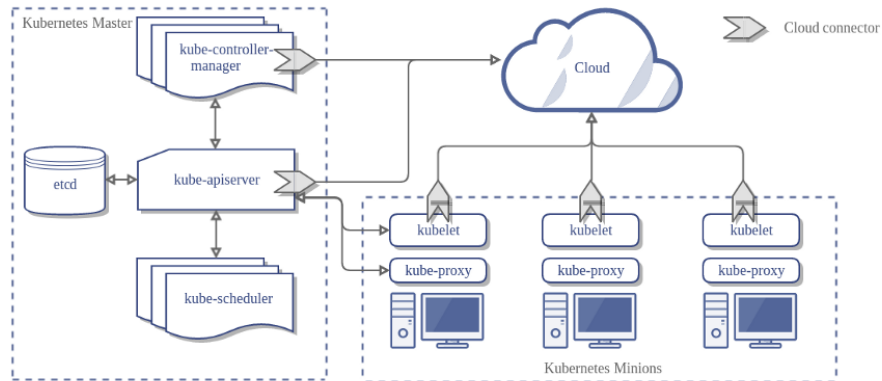 Kubernetes Master
kube-controller-
manager
Cloud
Cloud connector
etcd
kube-apiserver
kubelet
kubelet
kubelet
kube-proxy
kube-proxy
kube-proxy
kube-scheduler
Kubernetes Minions